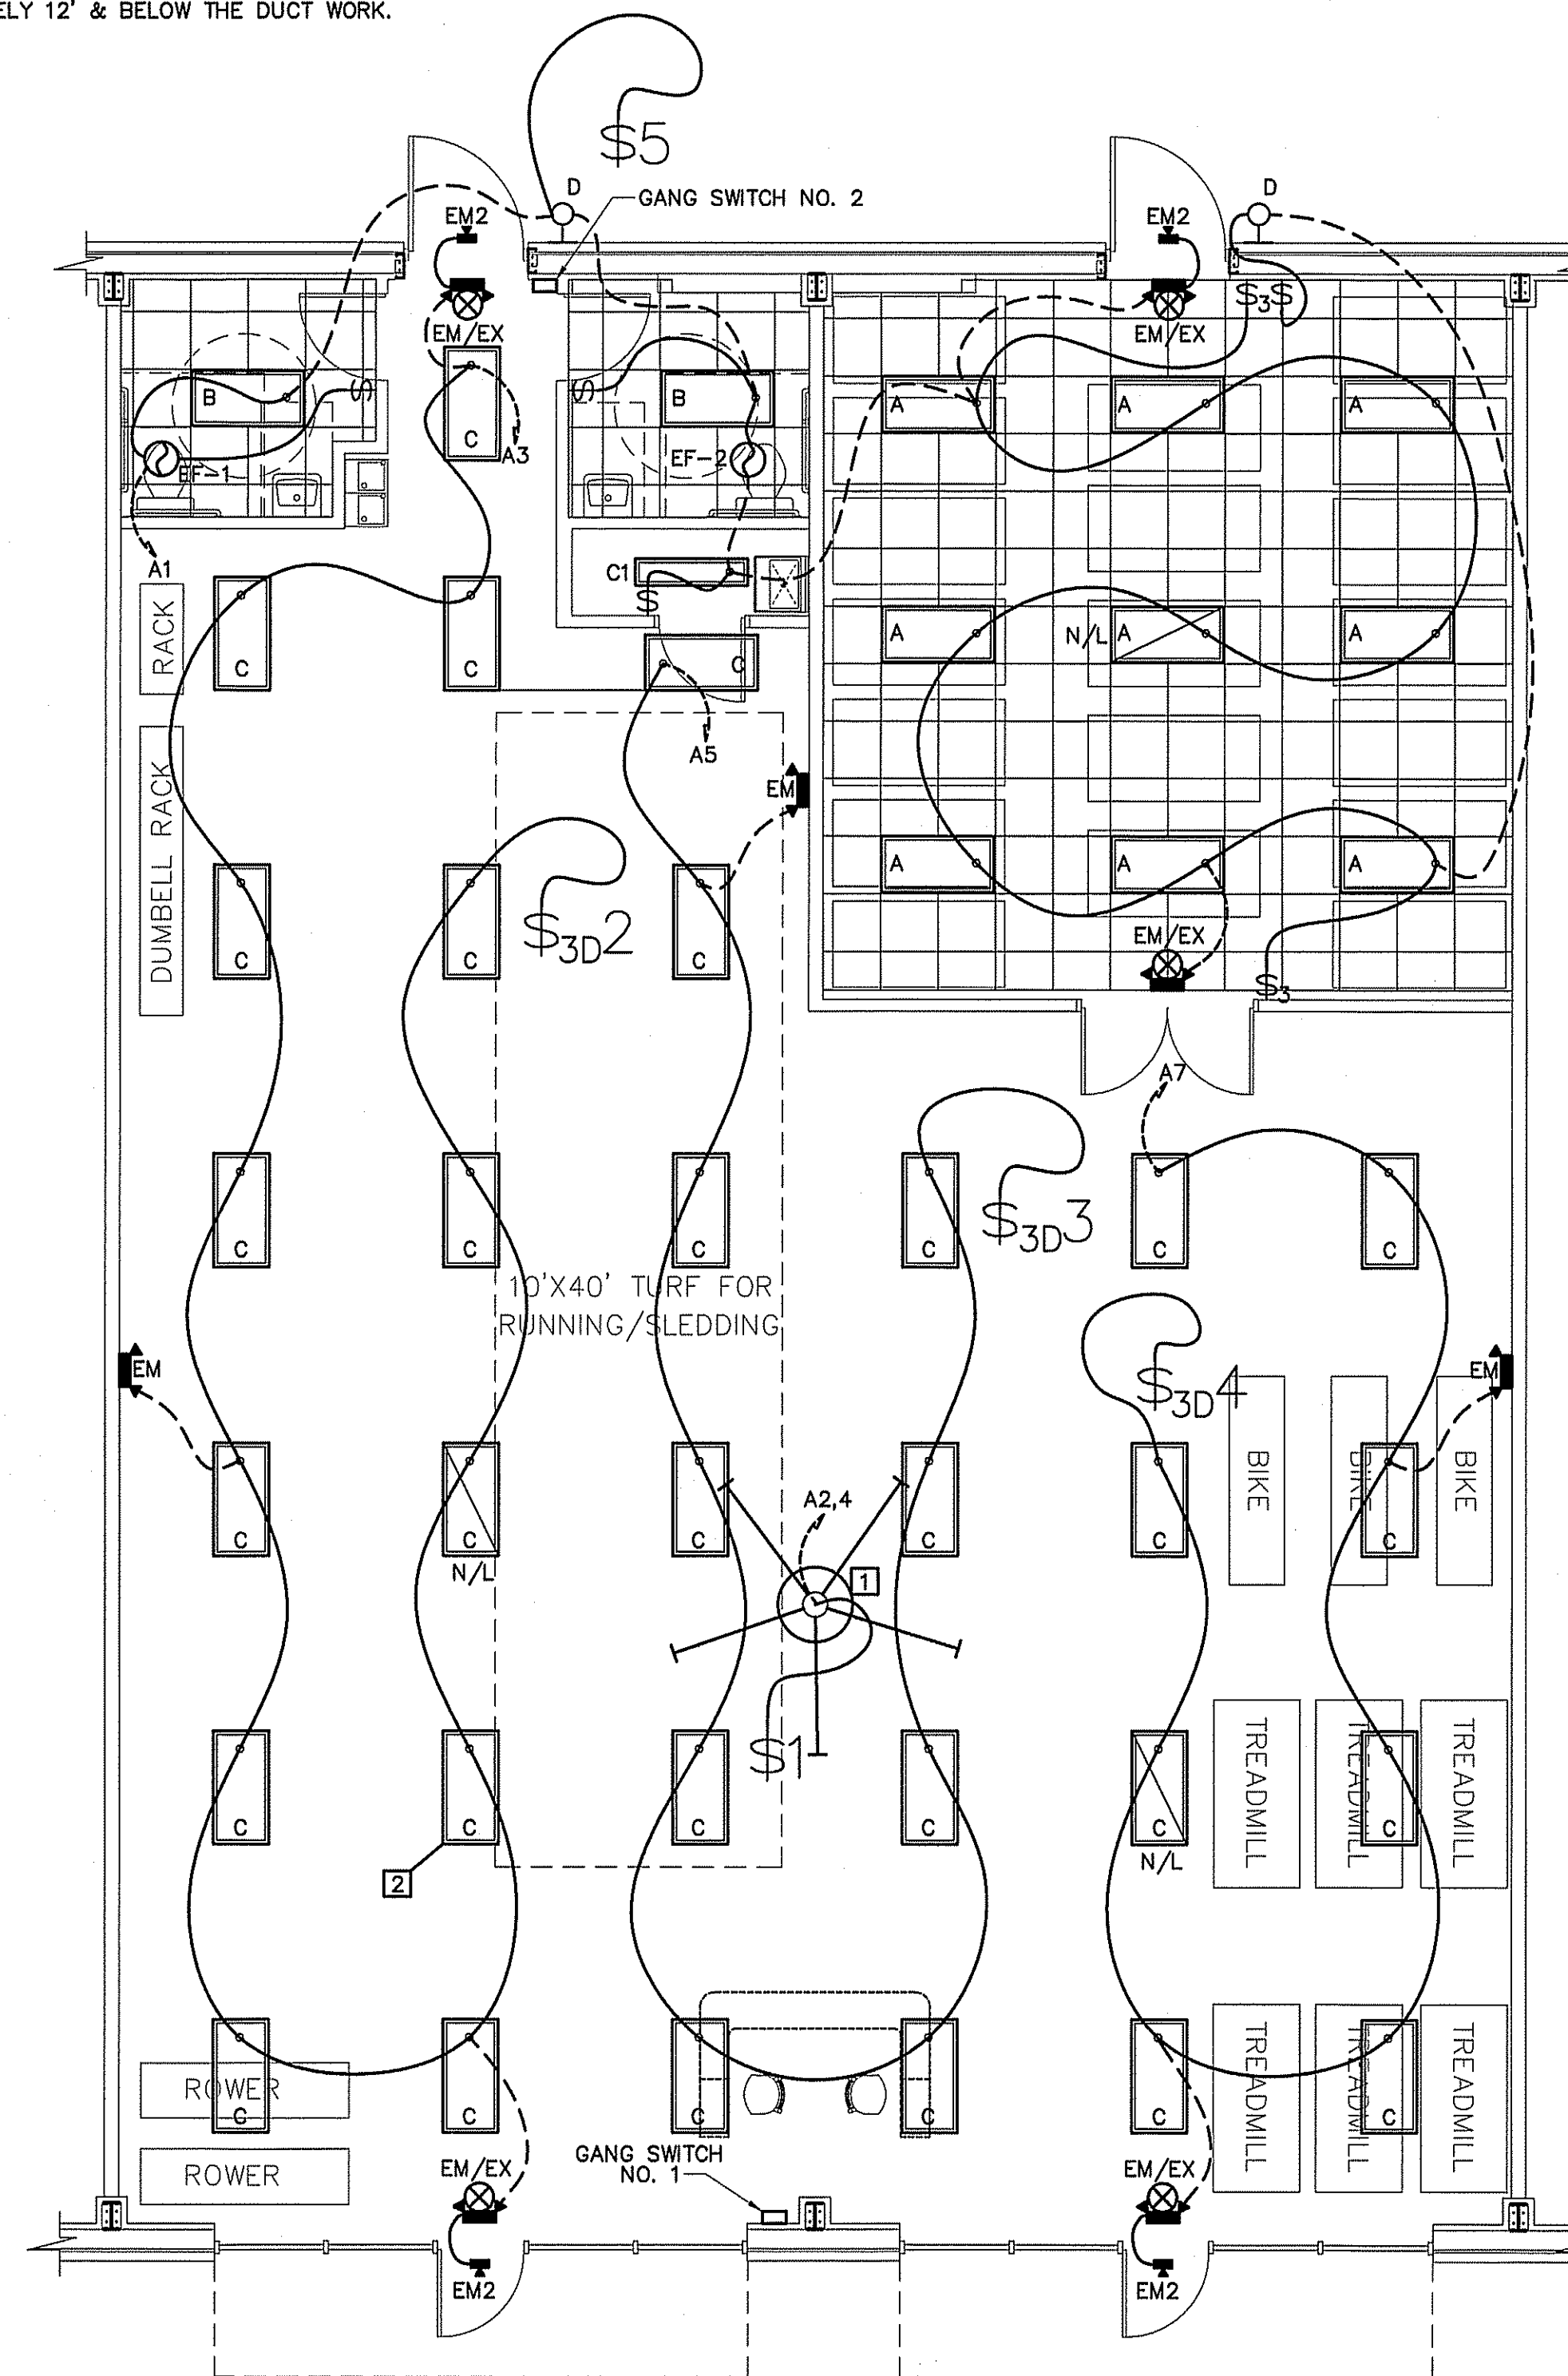 ELY 12' & BELOW THE DUCT WORK.
$5
D
GANG SWITCH NO. 2
D
EM2
EM2
EM/EX
EM/EX
$3 $
B
$
C
A3
$
B
A
A
A
EF-1
EF-2
A1
C1
$
RACK
C
C
C
A
N/L
A
A
A5
DUMBELL RACK
EM
A
A
A
$3D2
C
C
C
EM/EX
$3
A7
$3D3
C
C
C
C
C
10'X40' TURF FOR
RUNNING/SLEDDING
EM
EM
$3D4
BIKE
BIKE
BIKE
C
C
N/L
C
C
C
A2,4
1
$1
TREADMILL
TREADMILL
TREADMILL
C
C
C
C
C
N/L
C
2
TREADMILL
TREADMILL
TREADMILL
ROWER
C
C
C
C
C
C
ROWER
GANG SWITCH
NO. 1
EM/EX
EM/EX
EM2
EM2